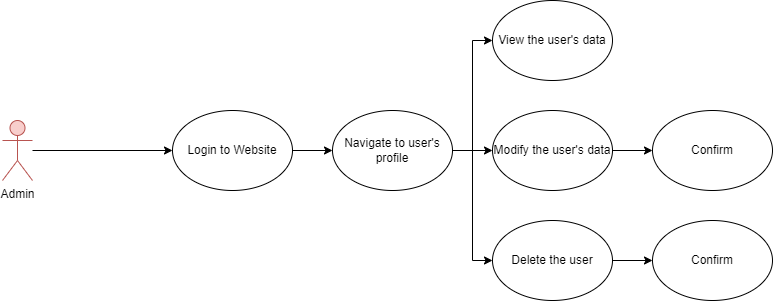 View the user's data
Admin
Login to Website
Navigate to user's
profile
Modify the user's data
Confirm
Delete the user
Confirm